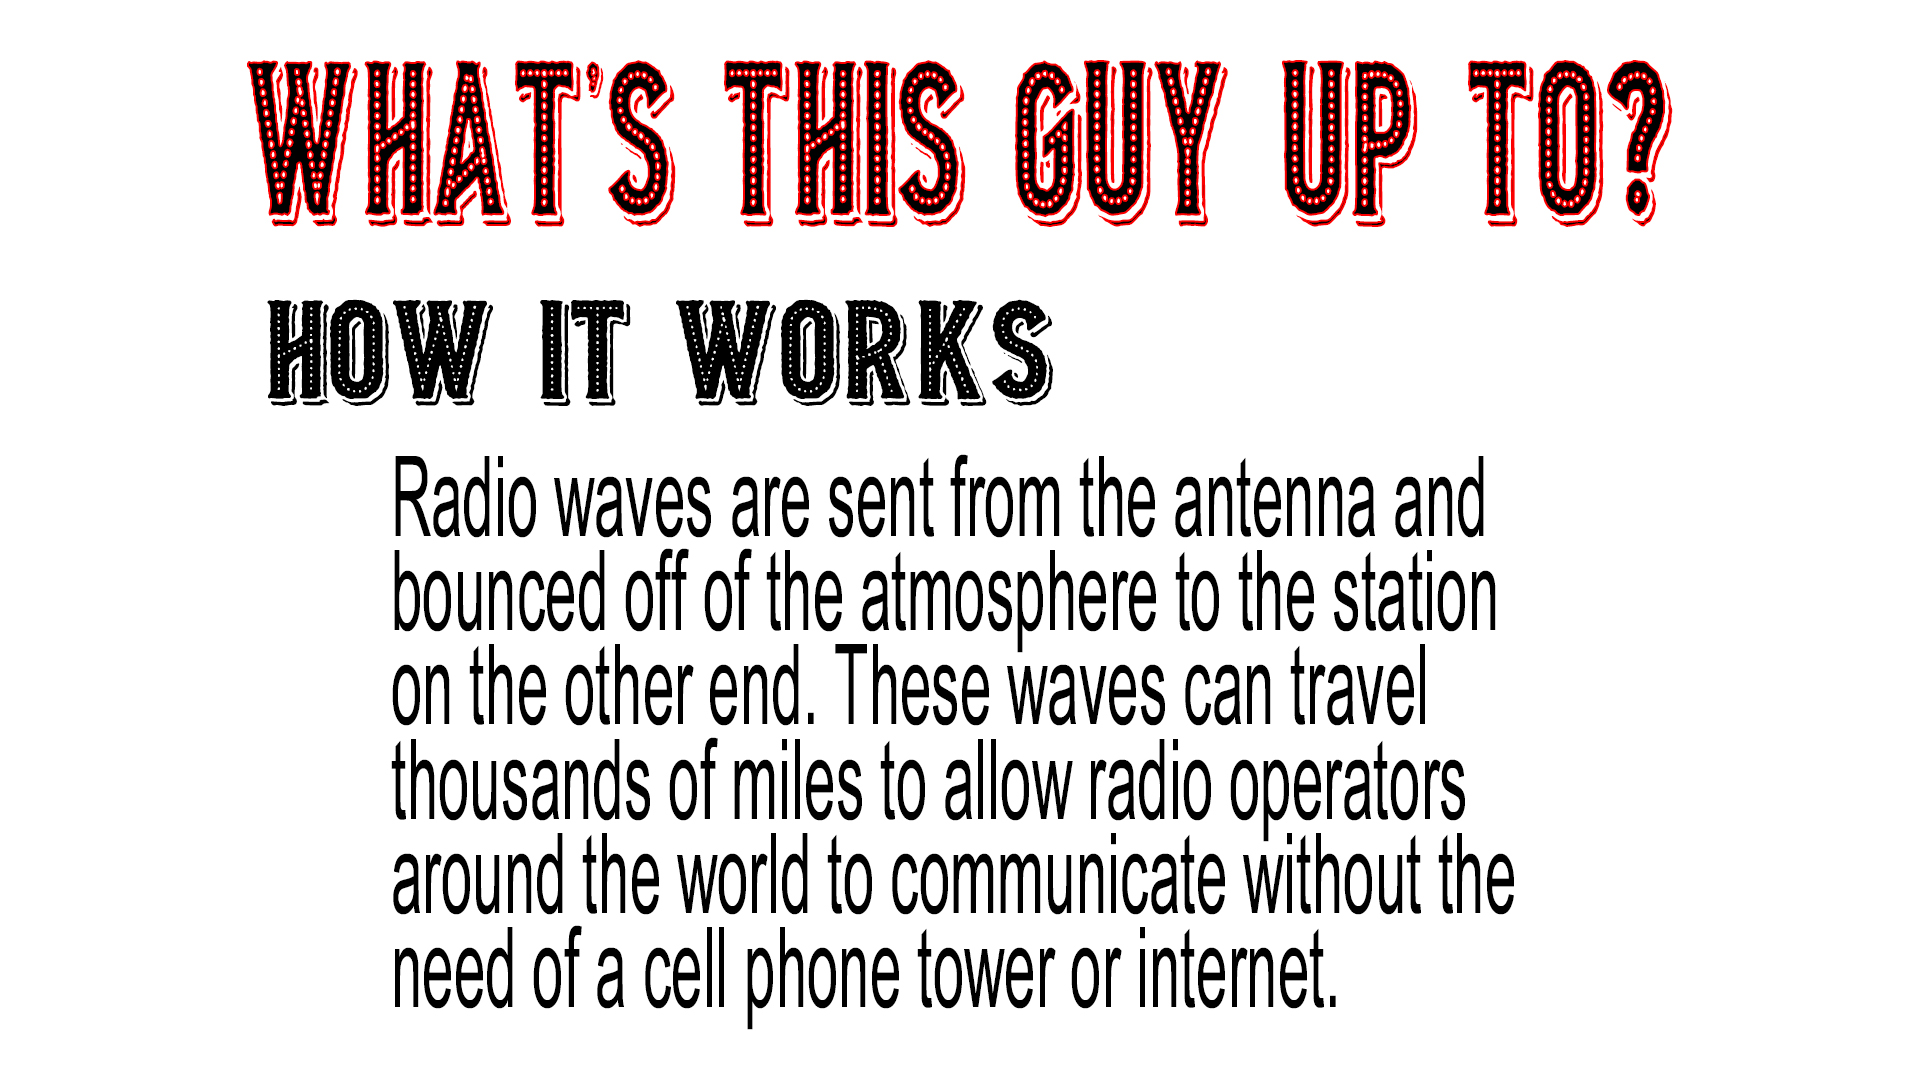 WHAT'S THIS GUY UP TO?
HOW IT WORKS
Radio waves are sent from the antenna and
bounced off of the atmosphere to the station
on the other end. These waves can travel
thousands of miles to allow radio operators
around the world to communicate without the
need of a cell phone tower or internet.